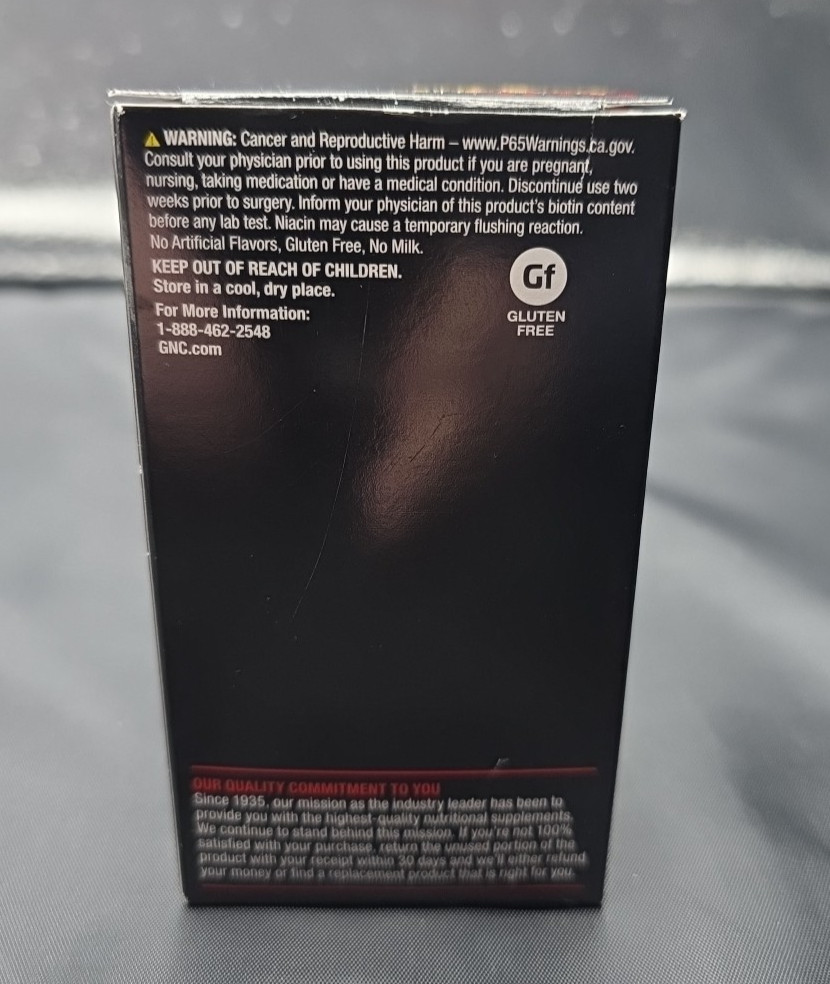 WARNING: Cancer and Reproductive Harm – www.P65Warnings.ca.gov.
Consult your physician prior to using this product if you are pregnant,
nursing, taking medication or have a medical condition. Discontinue use two
weeks prior to surgery. Inform your physician of this product's biotin content
before any lab test. Niacin may cause a temporary flushing reaction.
No Artificial Flavors, Gluten Free, No Milk.
KEEP OUT OF REACH OF CHILDREN.
Store in a cool, dry place.
For More Information:
1-888-462-2548
GNC.com
Gf
GLUTEN
FREE
OUR QUALITY COMMITMENT TO YOU
Since 1935, our mission as the industry leader has been to
provide you with the highest-quality nutritional supplements.
We continue to stand behind this mission. If you're not 100%
satisfied with your purchase, return the unused portion of the
product with your receipt within 30 days and we'll either refund
your money or find a replacement product that is right for you.